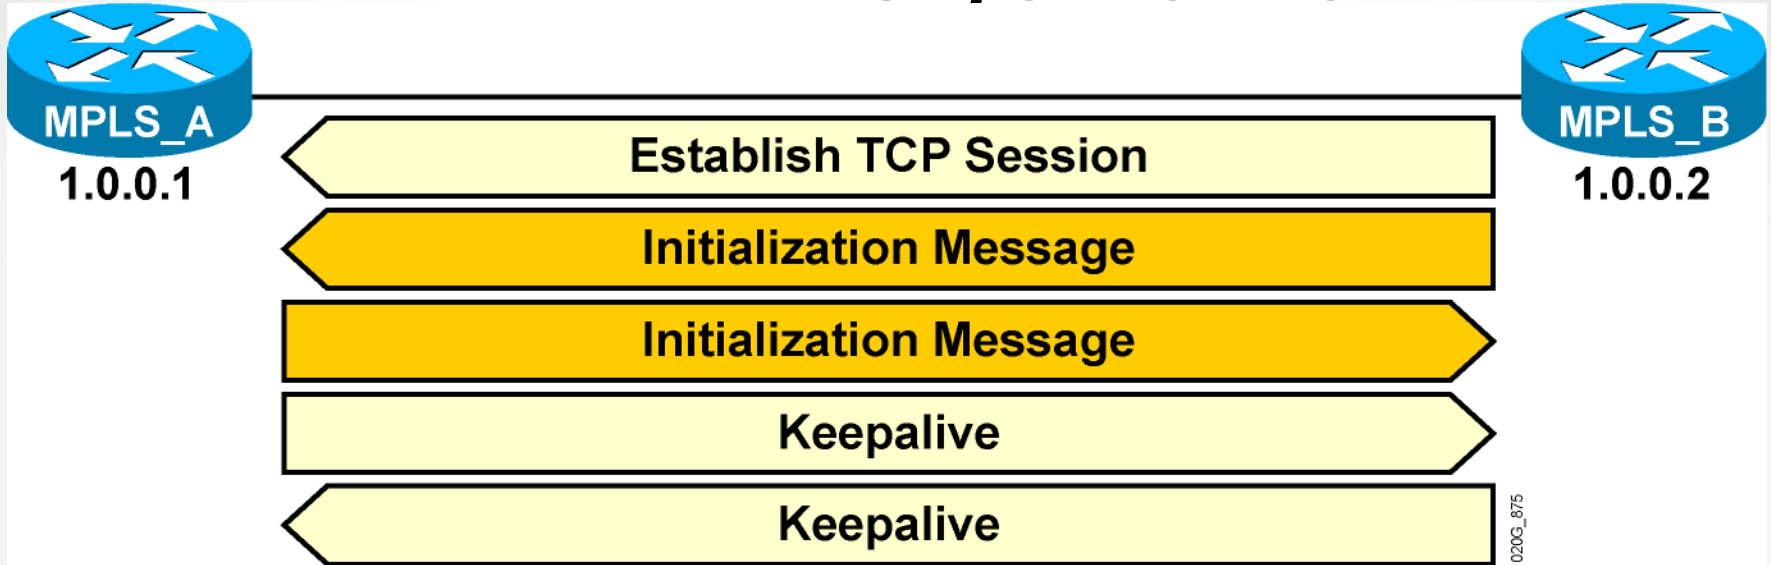 MPLS_A
MPLS_B
1.0.0.1
1.0.0.2
Establish TCP Session
Initialization Message
Initialization Message
Keepalive
Keepalive
020G_875